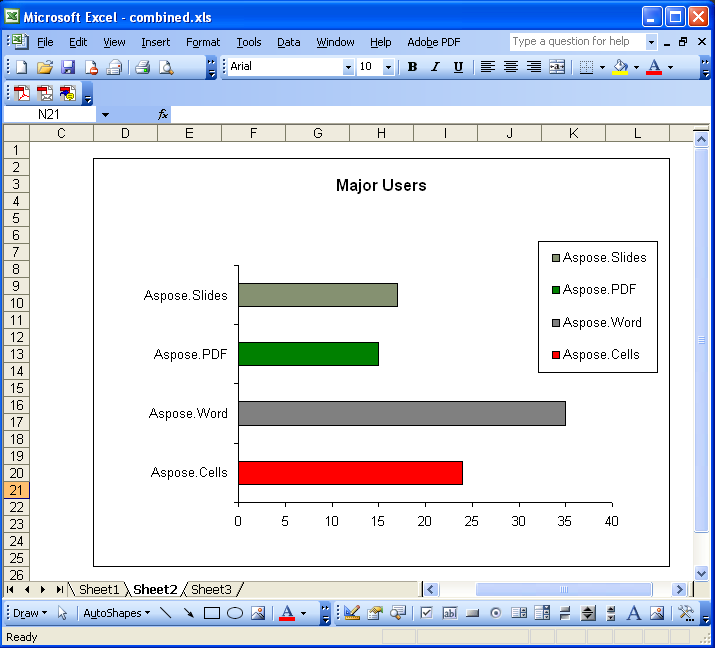 Microsoft Excel - combined.xls
File Edit View Insert Format Tools Data Window Help Adobe PDF Type a question for help
Arial 10 B I U A
N21 fx
C D E F G H I J K L
1
2
3
4
5
6
7
8
9
10
11
12
13
14
15
16
17
18
19
20
21
22
23
24
25
26
Major Users
Aspose.Slides
Aspose.PDF
Aspose.Word
Aspose.Cells
Aspose.Slides
Aspose.PDF
Aspose.Word
Aspose.Cells
0 5 10 15 20 25 30 35 40
Sheet1 Sheet2 Sheet3
Draw AutoShapes A ab A
Ready